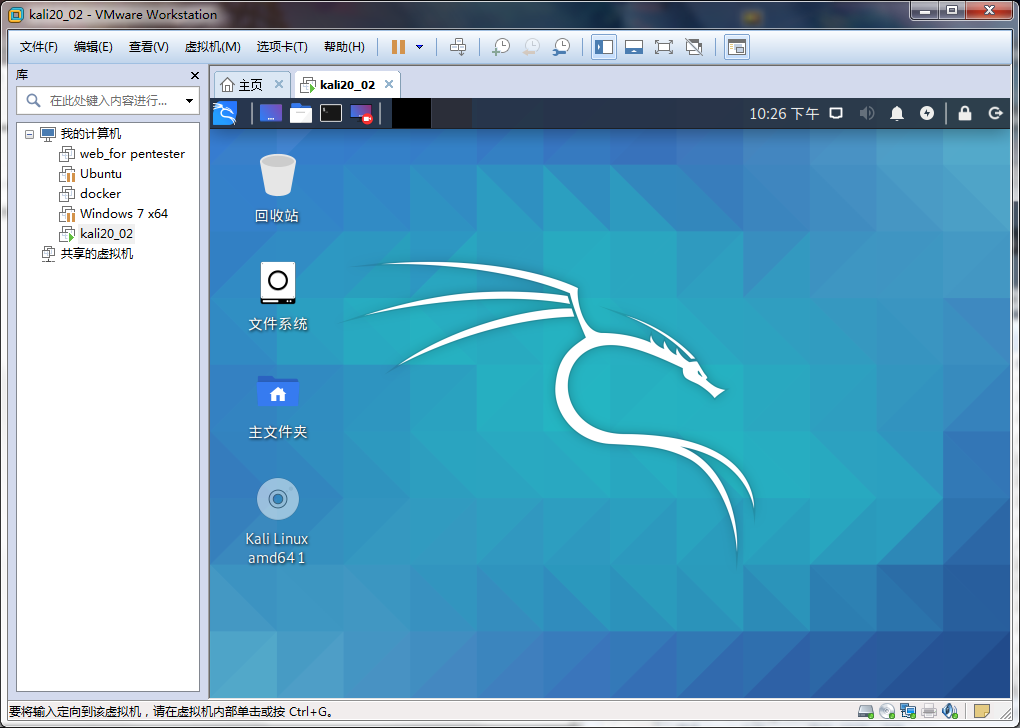 kali20_02 - VMware Workstation
文件(F) 编辑(E) 查看(V) 虚拟机(M) 选项卡(T) 帮助(H)
库
在此处键入内容进行...
我的计算机
web_for pentester
Ubuntu
docker
Windows 7 x64
kali20_02
共享的虚拟机
主页 kali20_02
10:26 下午
回收站
文件系统
主文件夹
Kali Linux
amd64 1
要将输入定向到该虚拟机，请在虚拟机内部单击或按 Ctrl+G。